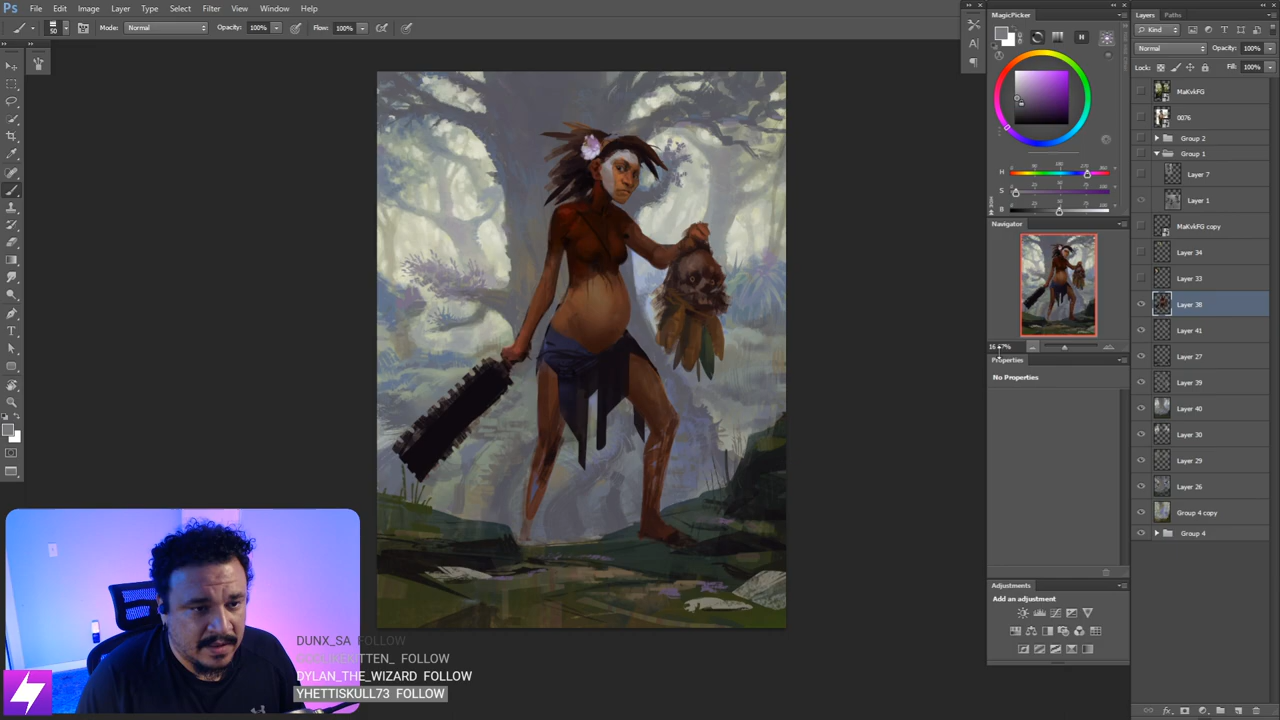 Ps File Edit Image Layer Type Select Filter View Window Help
50 Mode: Normal Opacity: 100% Flow: 100%
MagicPicker
H
H
S
B
Navigator
Properties
No Properties
Adjustments
Add an adjustment
Layers Paths
Kind
Normal Opacity: 100%
Lock: Fill: 100%
MaKvkFG
0076
Group 2
Group 1
Layer 7
Layer 1
MaKvkFG copy
Layer 34
Layer 33
Layer 38
Layer 41
Layer 27
Layer 39
Layer 40
Layer 30
Layer 29
Layer 26
Group 4 copy
Group 4
DUNX_SA FOLLOW
FOLLOW
DYLAN_THE_WIZARD FOLLOW
YHETTISKULL73 FOLLOW